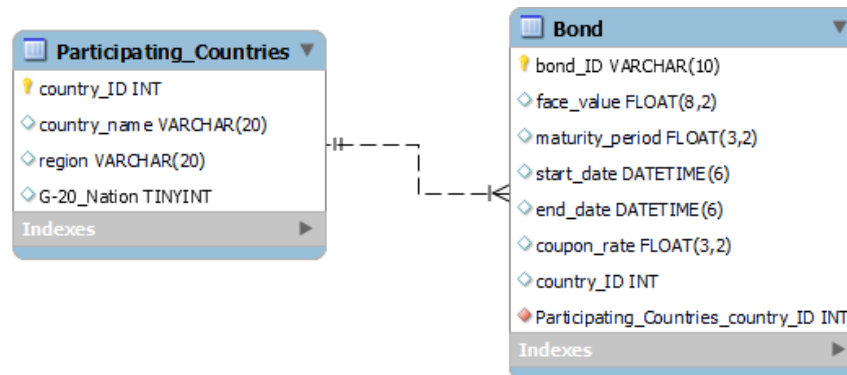 Participating_Countries
country_ID INT
country_name VARCHAR(20)
region VARCHAR(20)
G-20_Nation TINYINT
Indexes
Bond
bond_ID VARCHAR(10)
face_value FLOAT(8,2)
maturity_period FLOAT(3,2)
start_date DATETIME(6)
end_date DATETIME(6)
coupon_rate FLOAT(3,2)
country_ID INT
Participating_Countries_country_ID INT
Indexes